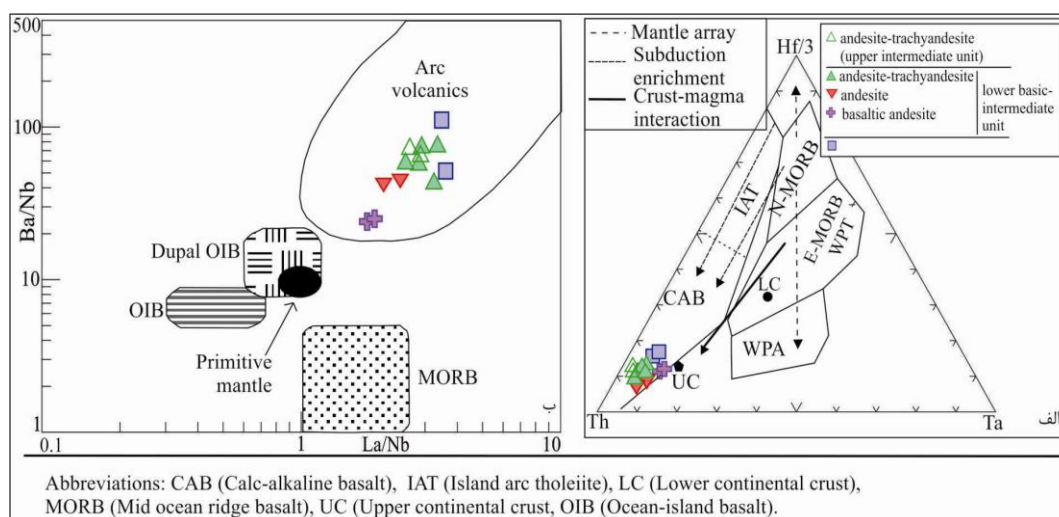 500
100
10
1
Ba/Nb
0.1
1
La/Nb
10
Arc
volcanics
Dupal OIB
OIB
Primitive
mantle
MORB
Mantle array
Subduction
enrichment
Crust-magma
interaction
Hf/3
andesite-trachyandesite
(upper intermediate unit)
andesite-trachyandesite
andesite
basaltic andesite
lower basic-
intermediate
unit
IAT
N-MORB
E-MORB
WPT
CAB
LC
WPA
UC
Th
Ta
الف
Abbreviations: CAB (Calc-alkaline basalt), IAT (Island arc tholeiite), LC (Lower continental crust),
MORB (Mid ocean ridge basalt), UC (Upper continental crust, OIB (Ocean-island basalt).